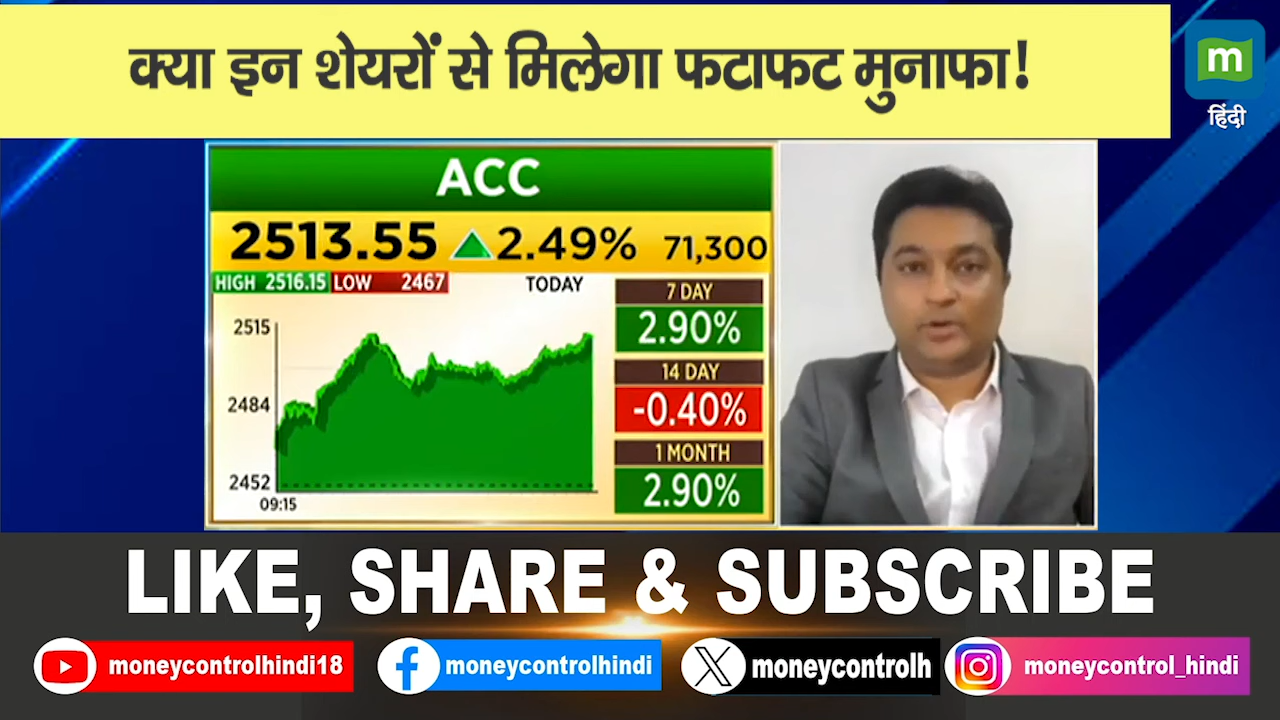 क्या इन शेयरों से मिलेगा फटाफट मुनाफा!
m
हिंदी
ACC
2513.55 ▲ 2.49% 71,300
HIGH 2516.15 LOW 2467 TODAY
2515
2484
2452
09:15
7 DAY
2.90%
14 DAY
-0.40%
1 MONTH
2.90%
LIKE, SHARE & SUBSCRIBE
moneycontrolhindi18
moneycontrolhindi
moneycontrolh
moneycontrol_hindi